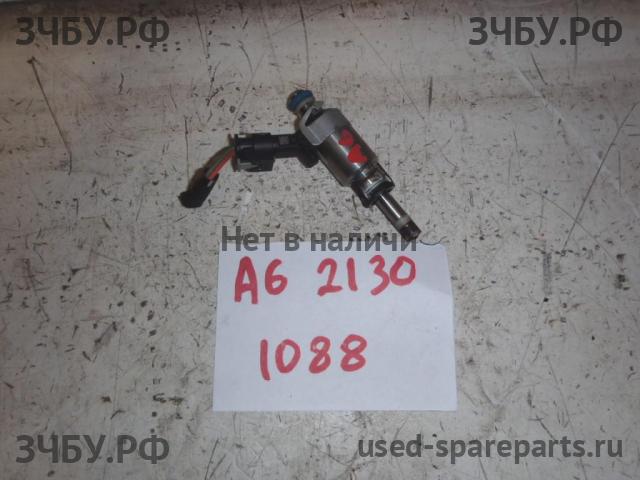 ЗЧБУ.РФ ЗЧБУ.РФ
Нет в наличи
A6 2130
1088
ЗЧБУ.РФ used-spareparts.ru